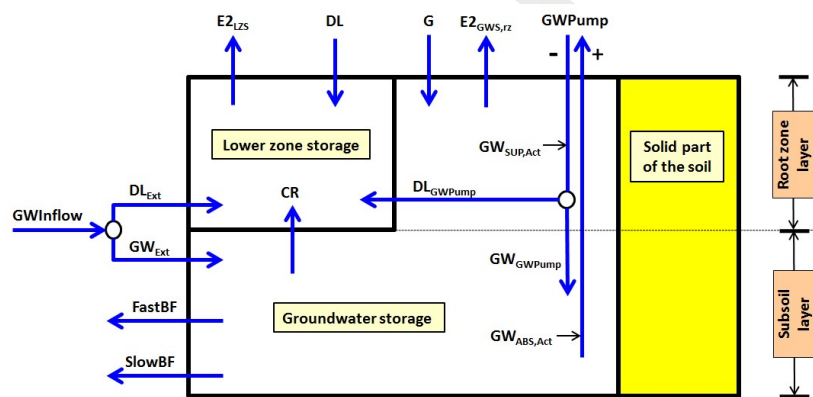 E2LZS
DL
G
E2GWS,rz
GWPump
-
+
Lower zone storage
Solid part
of the soil
Root zone
layer
GWSUP,Act
DLExt
CR
DLGWPump
GWInflow
GWExt
GWGWPump
FastBF
Groundwater storage
Subsoil
layer
GWABS,Act
SlowBF